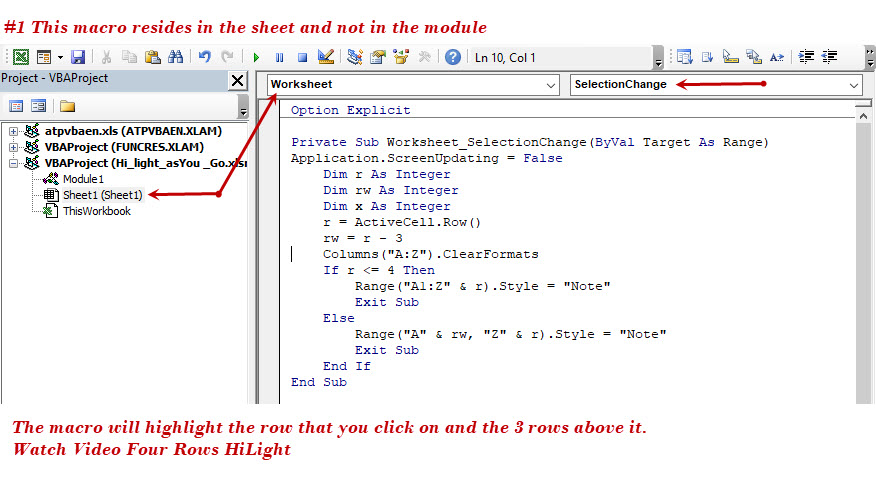 #1 This macro resides in the sheet and not in the module
Ln 10, Col 1
Project - VBAProject
Worksheet
SelectionChange
atpvbaen.xls (ATPVBAEN.XLAM)
VBAProject (FUNCRES.XLAM)
VBAProject (Hi_light_asYou _Go.xlsm
Module1
Sheet1 (Sheet1)
ThisWorkbook
Option Explicit
Private Sub Worksheet_SelectionChange(ByVal Target As Range)
Application.ScreenUpdating = False
Dim r As Integer
Dim rw As Integer
Dim x As Integer
r = ActiveCell.Row()
rw = r - 3
Columns("A:Z").ClearFormats
If r <= 4 Then
Range("A1:Z" & r).Style = "Note"
Exit Sub
Else
Range("A" & rw, "Z" & r).Style = "Note"
Exit Sub
End If
End Sub
The macro will highlight the row that you click on and the 3 rows above it.
Watch Video Four Rows HiLight